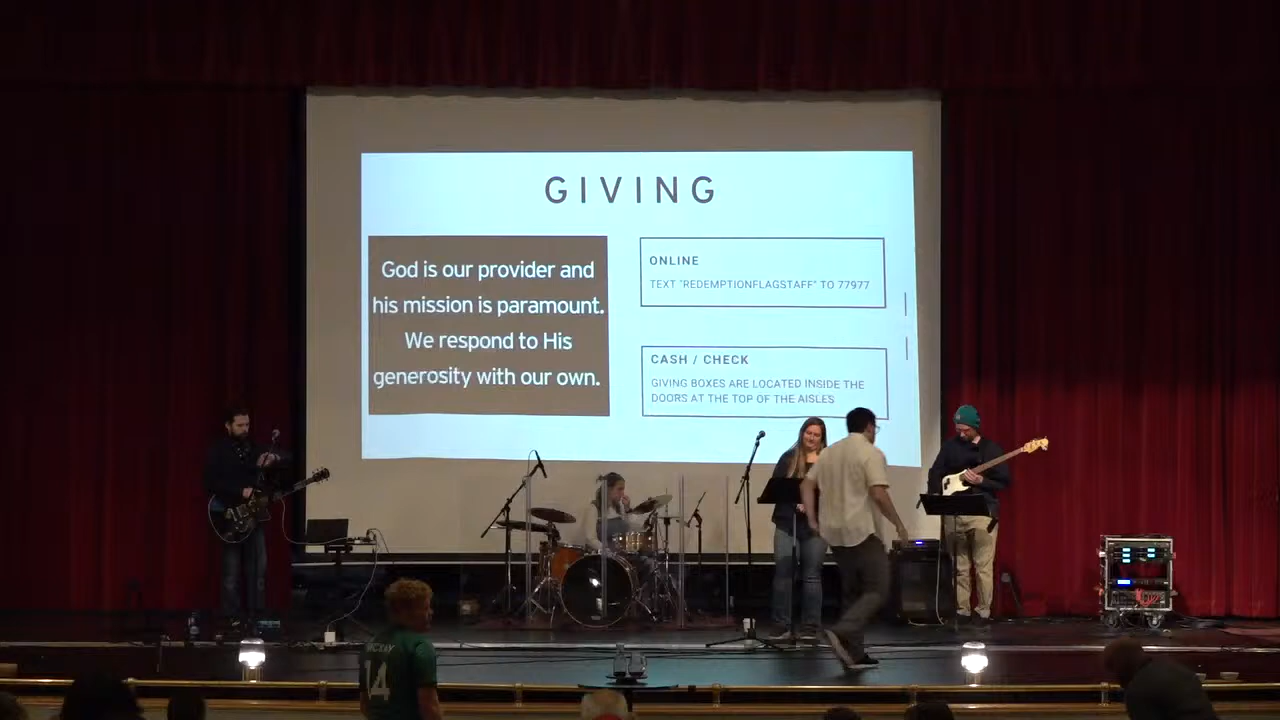 GIVING
God is our provider and
his mission is paramount.
We respond to His
generosity with our own.
ONLINE
TEXT "REDEMPTIONFLAGSTAFF" TO 77977
CASH / CHECK
GIVING BOXES ARE LOCATED INSIDE THE
DOORS AT THE TOP OF THE AISLES
14